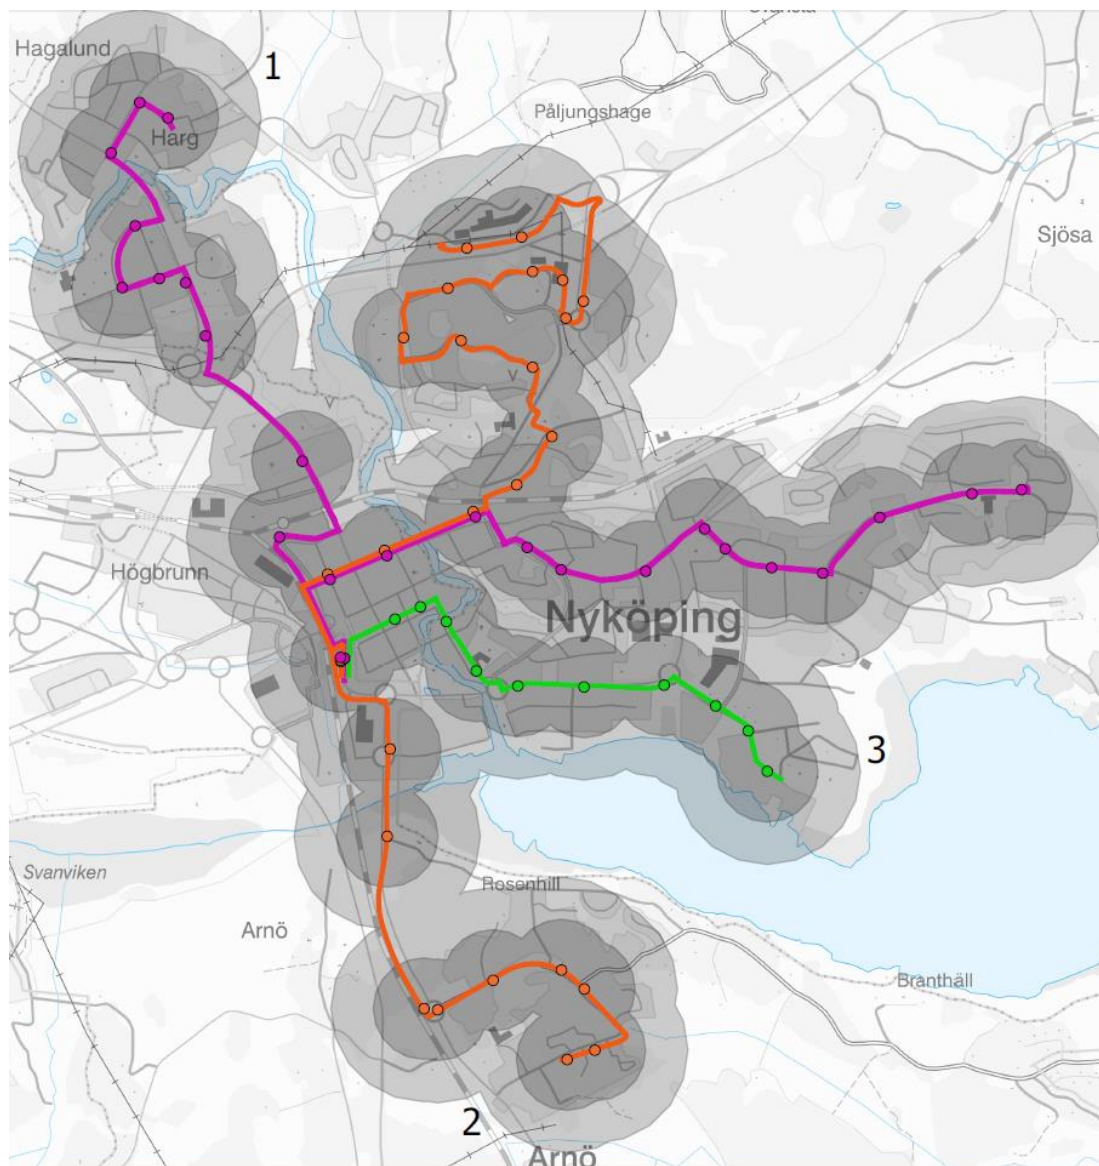 Hagalund
1
Påljungshage
Harg
Sjösa
Högbrunn
Nyköping
3
Svanviken
Rosenhill
Arnö
Branthäll
2
Arnö